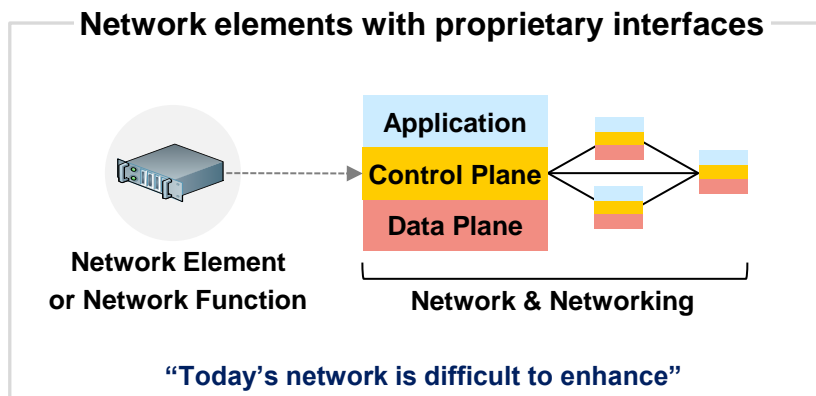 Network elements with proprietary interfaces
Application
Control Plane
Data Plane
Network Element
or Network Function
Network & Networking
“Today’s network is difficult to enhance”